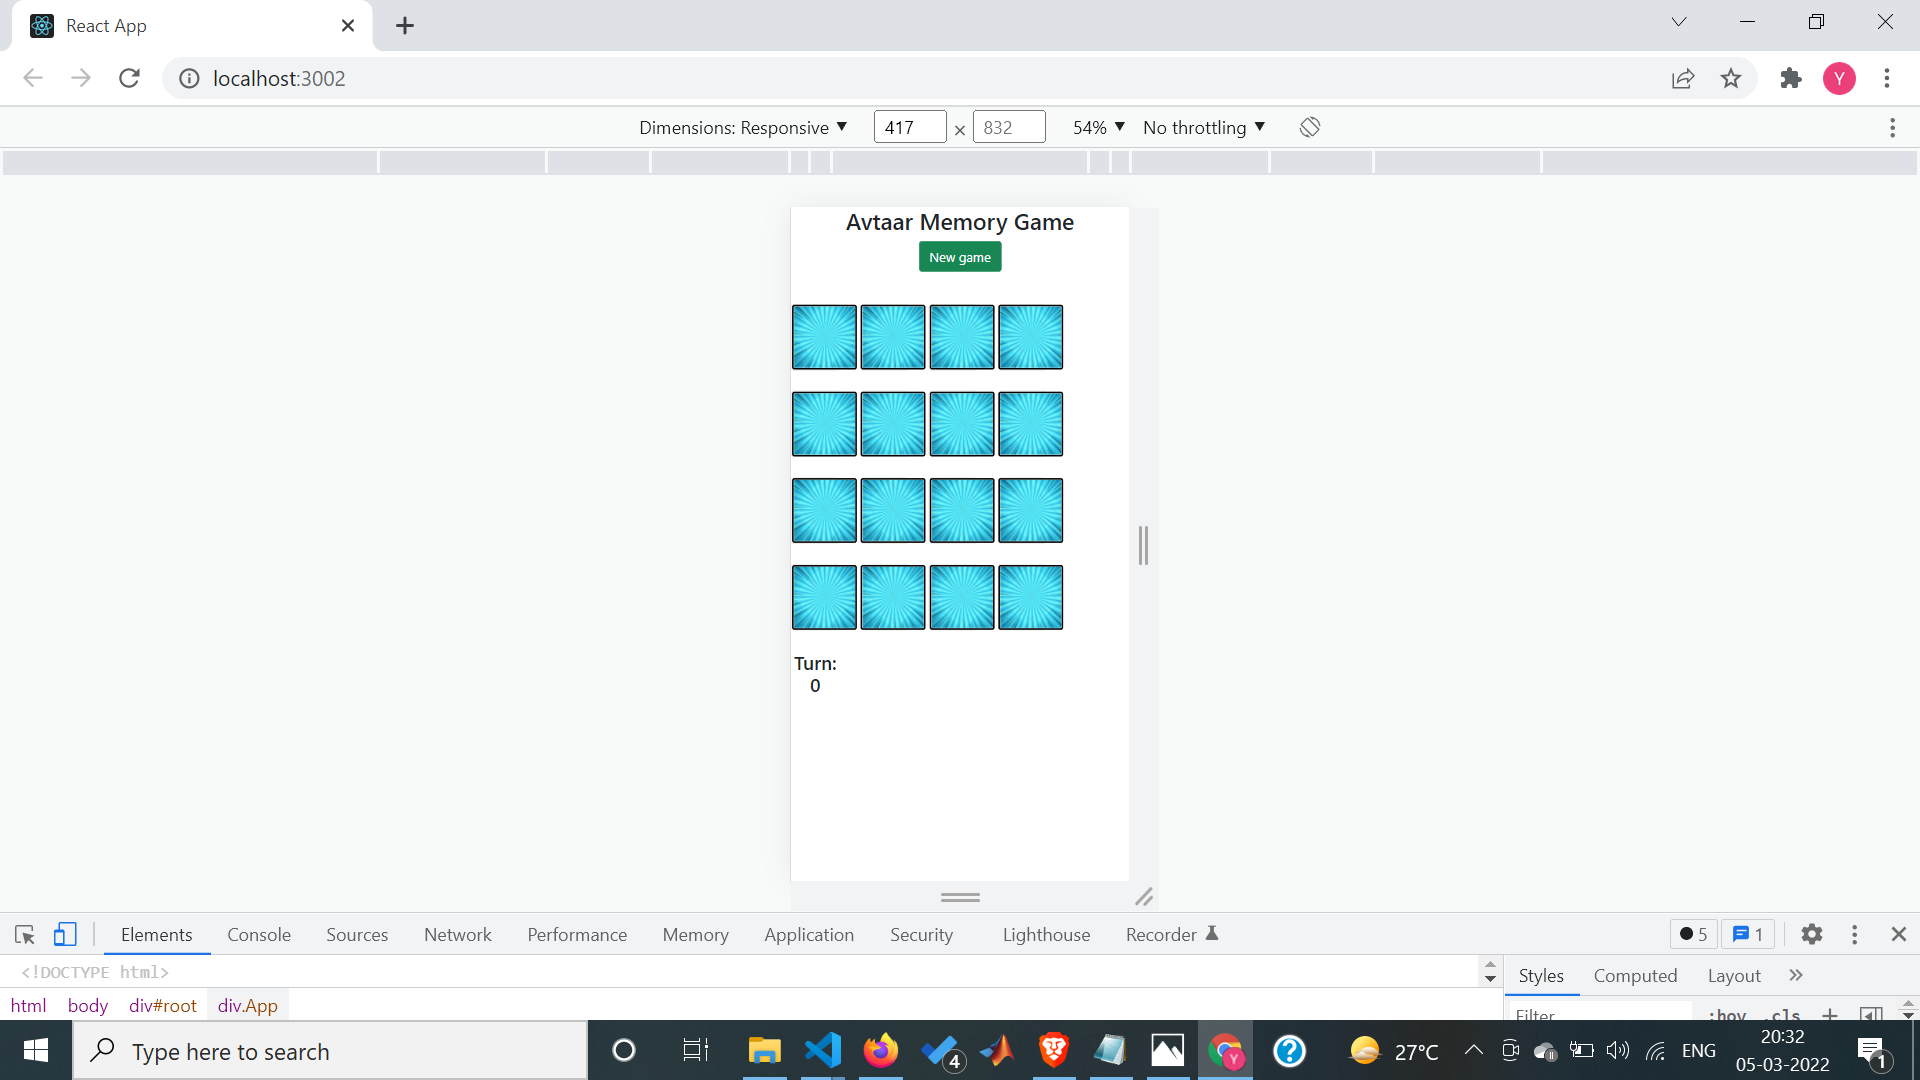 React App
localhost:3002
Y
Dimensions: Responsive ▼ 417 × 832 54% ▼ No throttling ▼
Avtaar Memory Game
New game
Turn:
0
Elements Console Sources Network Performance Memory Application Security Lighthouse Recorder 5 1
<!DOCTYPE html>
Styles Computed Layout »
html body div#root div.App
Filter :hov .cls +
Type here to search
4
Y
?
27°C
ENG
20:32
05-03-2022
1